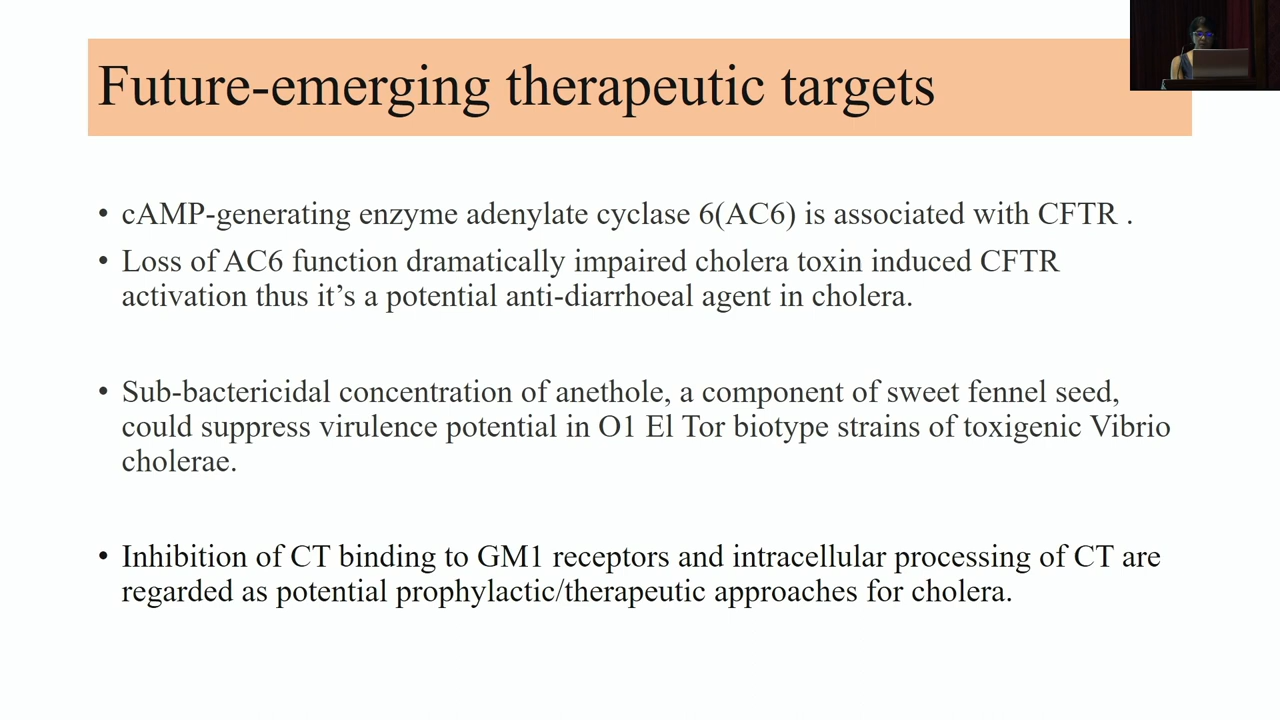 Future-emerging therapeutic targets
• cAMP-generating enzyme adenylate cyclase 6(AC6) is associated with CFTR .
• Loss of AC6 function dramatically impaired cholera toxin induced CFTR
activation thus it’s a potential anti-diarrhoeal agent in cholera.
• Sub-bactericidal concentration of anethole, a component of sweet fennel seed,
could suppress virulence potential in O1 El Tor biotype strains of toxigenic Vibrio
cholerae.
• Inhibition of CT binding to GM1 receptors and intracellular processing of CT are
regarded as potential prophylactic/therapeutic approaches for cholera.